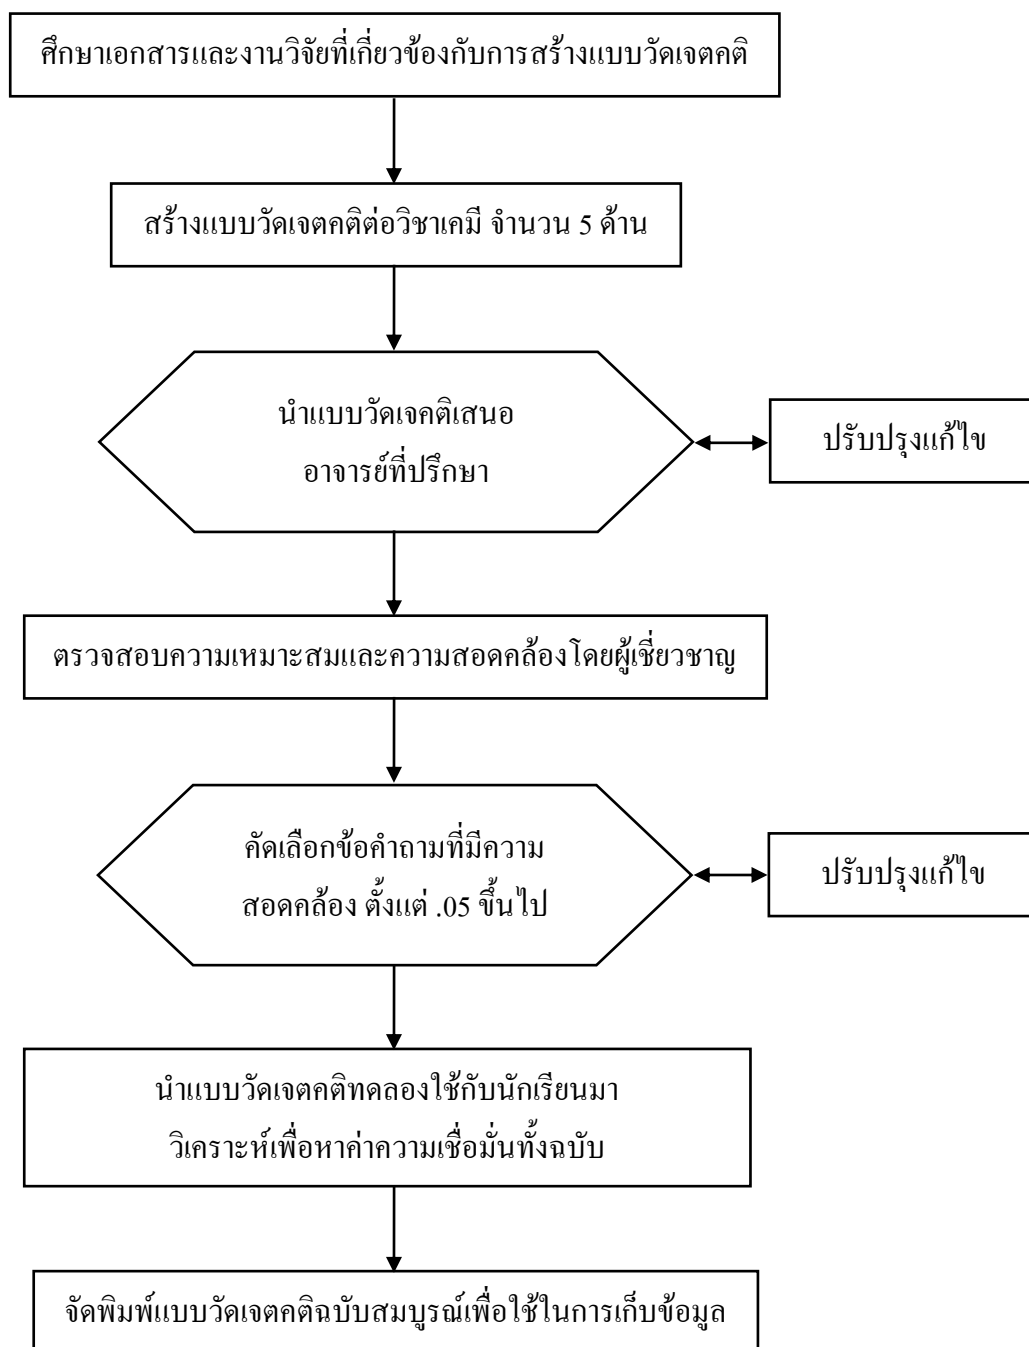 ศึกษาเอกสารและงานวิจัยที่เกี่ยวข้องกับการสร้างแบบวัดเจตคติ
สร้างแบบวัดเจตคติต่อวิชาเคมี จำนวน 5 ด้าน
นำแบบวัดเจคติเสนอ
อาจารย์ที่ปรึกษา
ปรับปรุงแก้ไข
ตรวจสอบความเหมาะสมและความสอดคล้องโดยผู้เชี่ยวชาญ
คัดเลือกข้อคำถามที่มีความ
สอดคล้อง ตั้งแต่ .05 ขึ้นไป
ปรับปรุงแก้ไข
นำแบบวัดเจตคติทดลองใช้กับนักเรียนมา
วิเคราะห์เพื่อหาค่าความเชื่อมั่นทั้งฉบับ
จัดพิมพ์แบบวัดเจตคติฉบับสมบูรณ์เพื่อใช้ในการเก็บข้อมูล